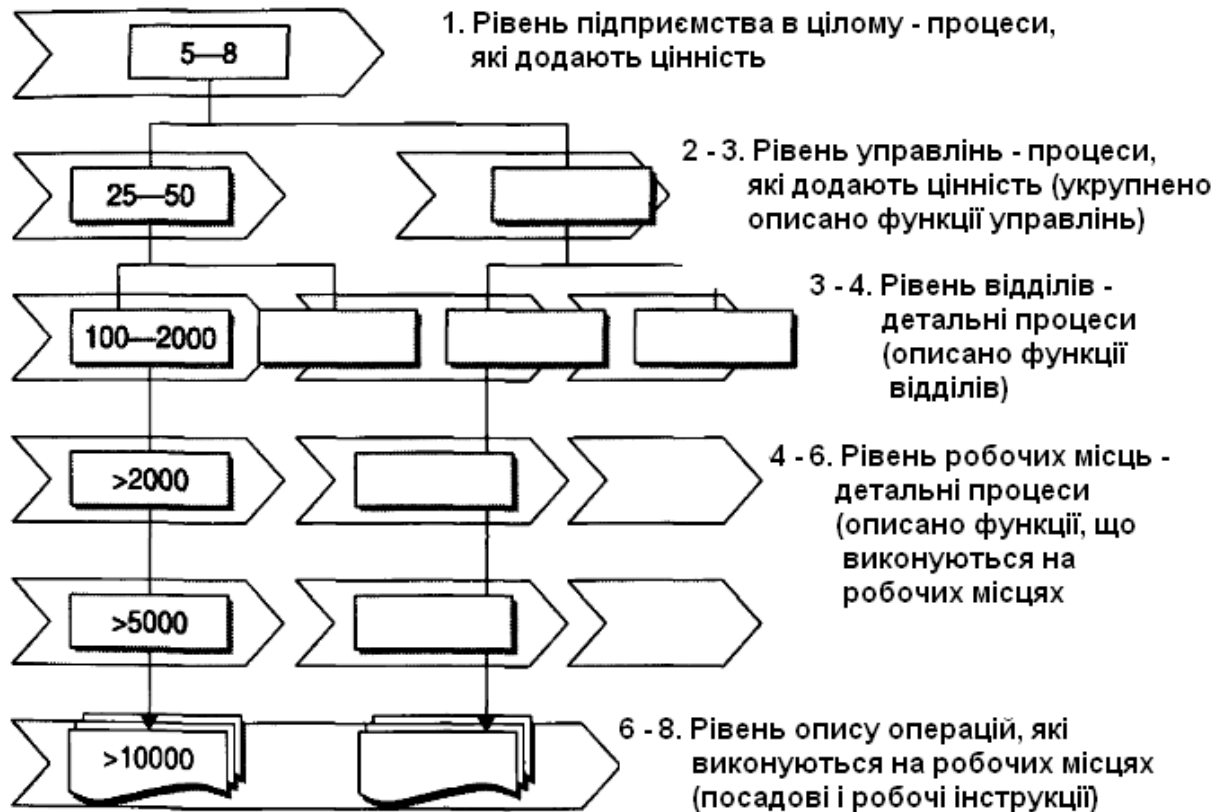 5—8
1. Рівень підприємства в цілому - процеси,
які додають цінність
25—50
2 - 3. Рівень управлінь - процеси,
які додають цінність (укрупнено
описано функції управлінь)
100—2000
3 - 4. Рівень відділів -
детальні процеси
(описано функції
відділів)
>2000
4 - 6. Рівень робочих місць -
детальні процеси
(описано функції, що
виконуються на
робочих місцях
>5000
>10000
6 - 8. Рівень опису операцій, які
виконуються на робочих місцях
(посадові і робочі інструкції)